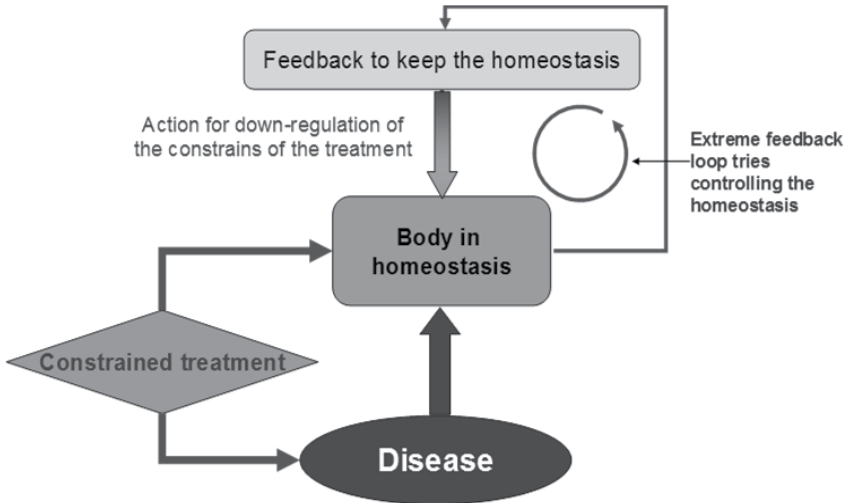 Feedback to keep the homeostasis
Action for down-regulation of
the constrains of the treatment
Extreme feedback
loop tries
controlling the
homeostasis
Body in
homeostasis
Constrained treatment
Disease